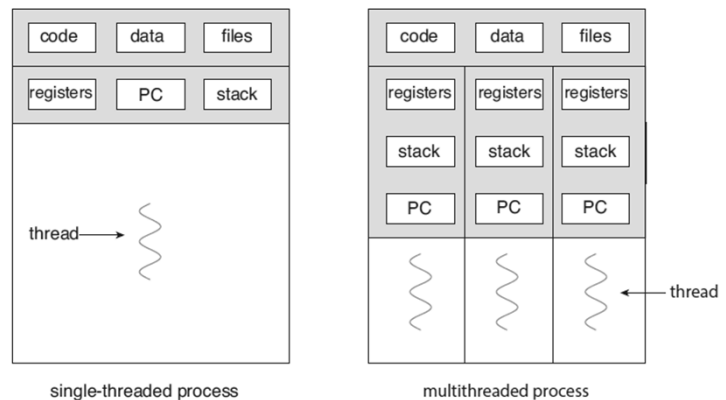 code data files
registers PC stack
thread
single-threaded process
code data files
registers registers registers
stack stack stack
PC PC PC
thread
multithreaded process